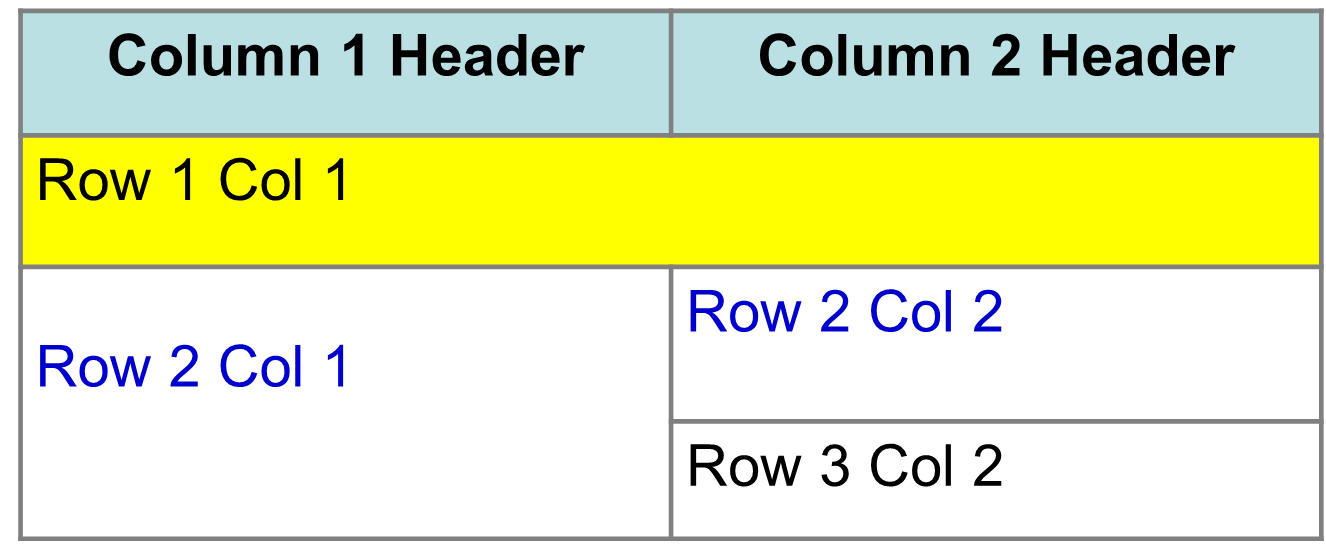 Column 1 Header
Column 2 Header
Row 1 Col 1
Row 2 Col 1
Row 2 Col 2
Row 3 Col 2